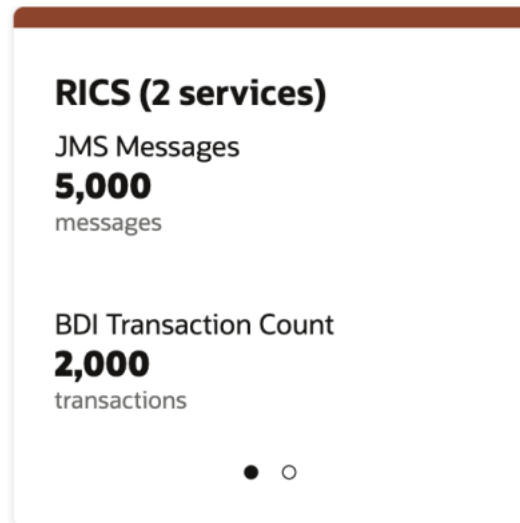 RICS (2 services)
JMS Messages
5,000
messages
BDI Transaction Count
2,000
transactions